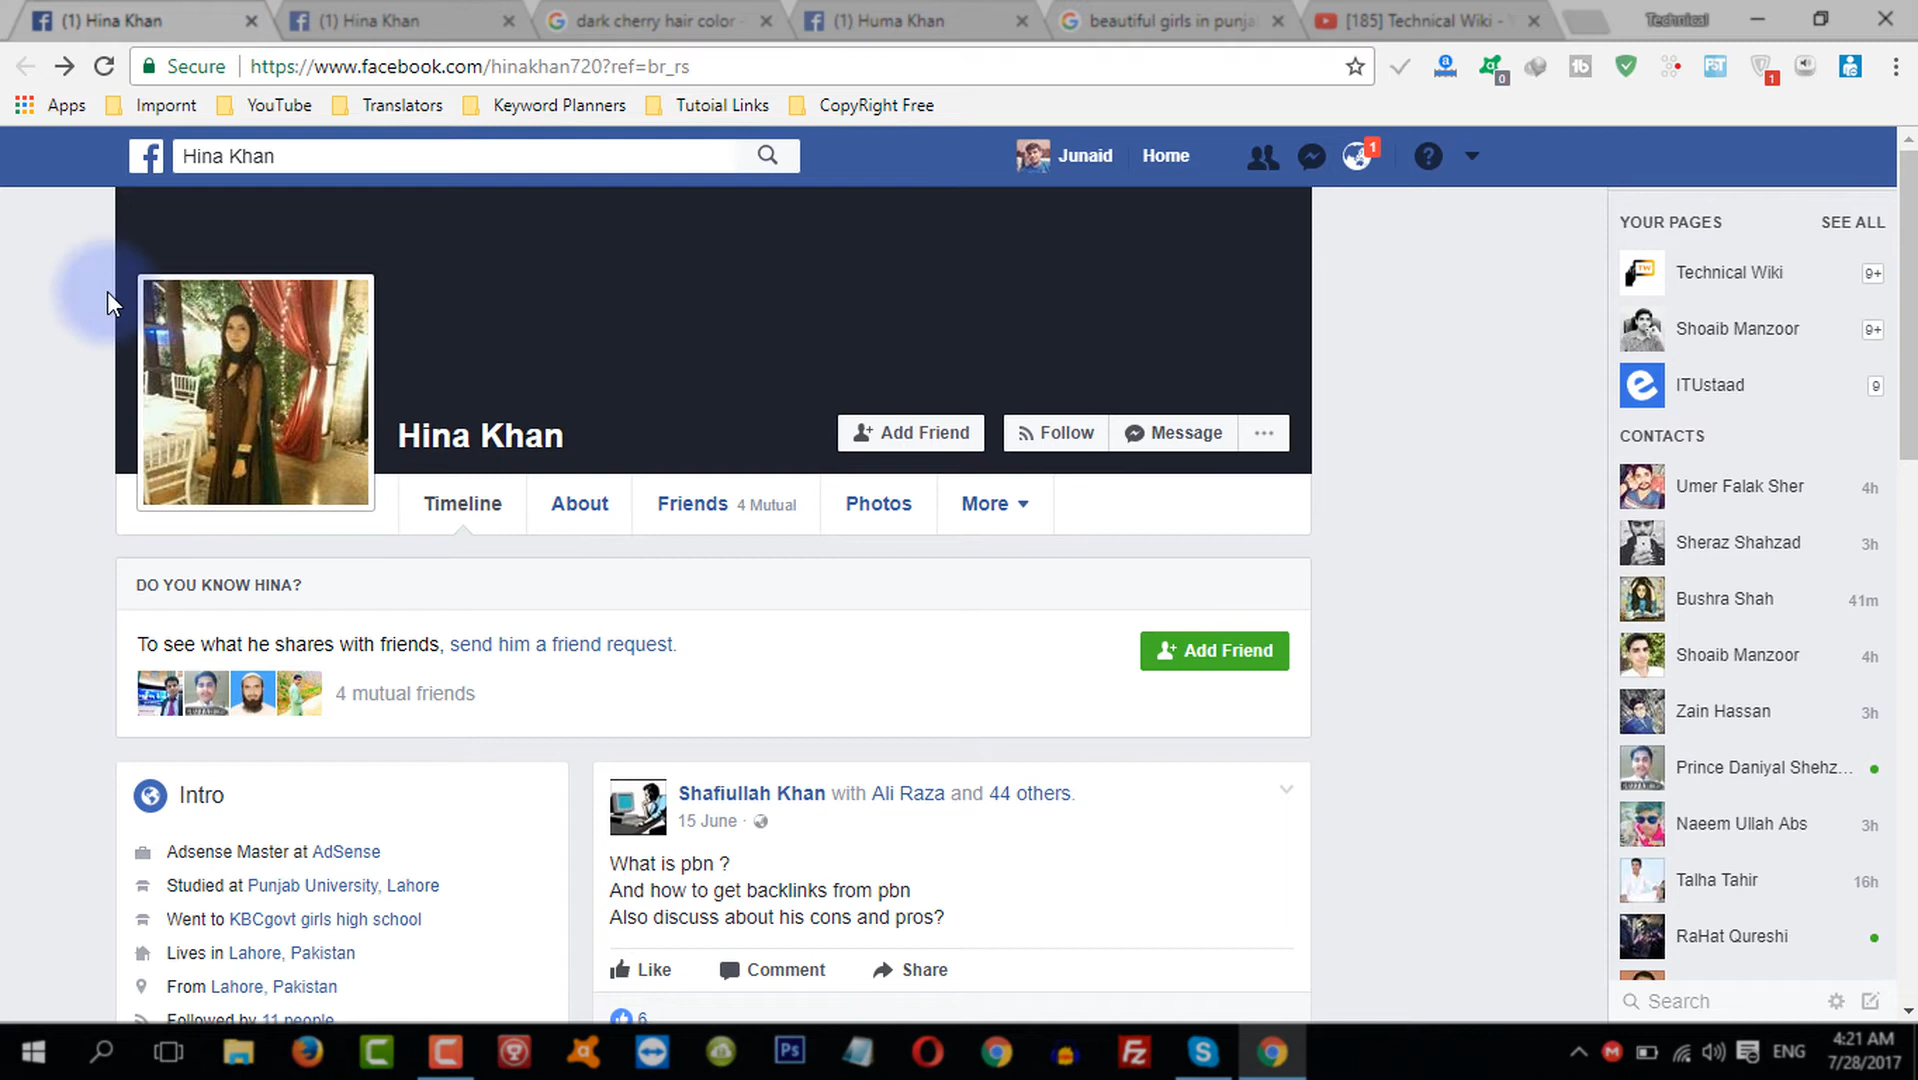 (1) Hina Khan
(1) Hina Khan
dark cherry hair color -
(1) Huma Khan
beautiful girls in punja
[185] Technical Wiki -
Technical
Secure
https://www.facebook.com/hinakhan720?ref=br_rs
0
1
Apps
Impornt
YouTube
Translators
Keyword Planners
Tutoial Links
CopyRight Free
Hina Khan
Junaid
Home
1
YOUR PAGES
SEE ALL
Technical Wiki
9+
Shoaib Manzoor
9+
ITUstaad
9
CONTACTS
Umer Falak Sher
4h
Sheraz Shahzad
3h
Bushra Shah
41m
Shoaib Manzoor
4h
Zain Hassan
3h
Prince Daniyal Shehz...
Naeem Ullah Abs
3h
Talha Tahir
16h
RaHat Qureshi
Search
Hina Khan
Add Friend
Follow
Message
Timeline
About
Friends 4 Mutual
Photos
More
DO YOU KNOW HINA?
To see what he shares with friends, send him a friend request.
Add Friend
4 mutual friends
Intro
Adsense Master at AdSense
Studied at Punjab University, Lahore
Went to KBCgovt girls high school
Lives in Lahore, Pakistan
From Lahore, Pakistan
Followed by 11 people
Shafiullah Khan with Ali Raza and 44 others.
15 June ·
What is pbn ?
And how to get backlinks from pbn
Also discuss about his cons and pros?
Like
Comment
Share
6
Ps
Fz
ENG
4:21 AM
7/28/2017